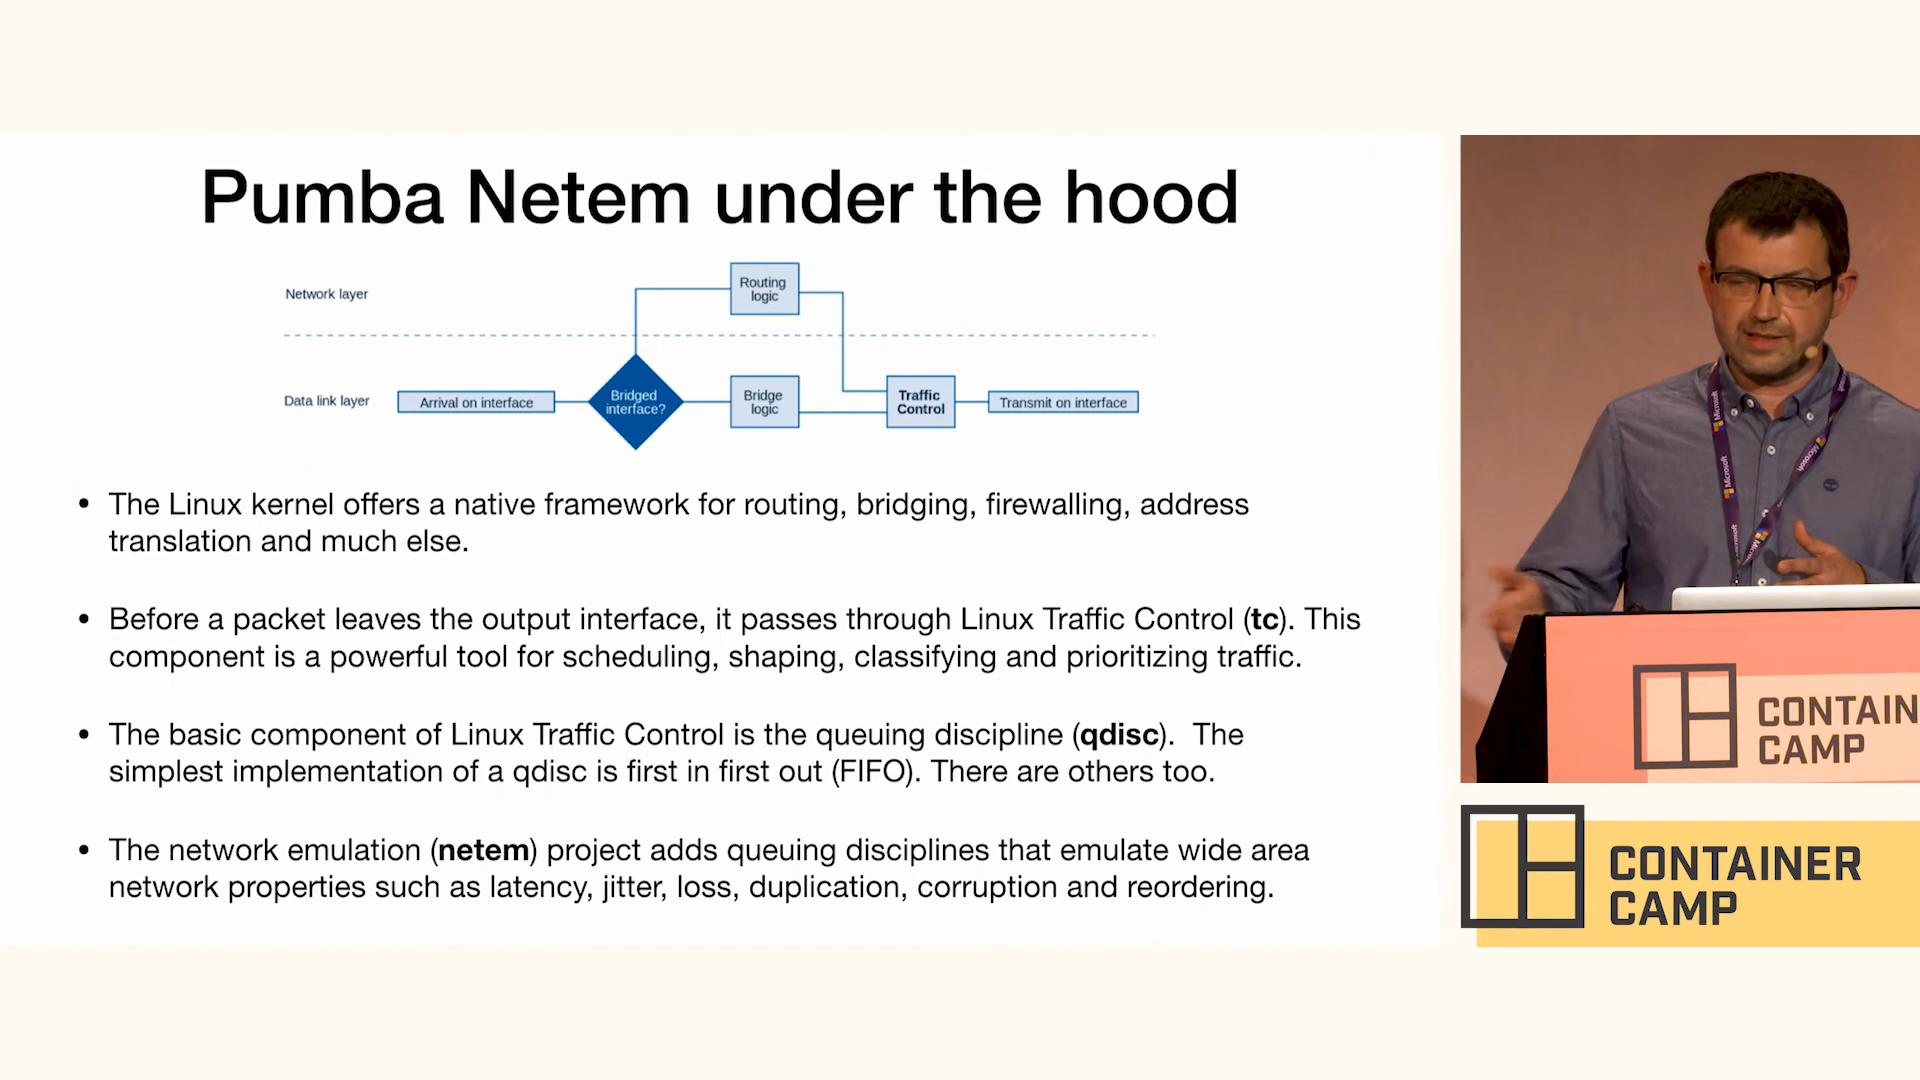 Pumba Netem under the hood
Network layer
Routing
logic
Data link layer
Arrival on interface
Bridged
interface?
Bridge
logic
Traffic
Control
Transmit on interface
• The Linux kernel offers a native framework for routing, bridging, firewalling, address
translation and much else.
• Before a packet leaves the output interface, it passes through Linux Traffic Control (tc). This
component is a powerful tool for scheduling, shaping, classifying and prioritizing traffic.
• The basic component of Linux Traffic Control is the queuing discipline (qdisc).  The
simplest implementation of a qdisc is first in first out (FIFO). There are others too.
• The network emulation (netem) project adds queuing disciplines that emulate wide area
network properties such as latency, jitter, loss, duplication, corruption and reordering.
Microsoft
Microsoft
Microsoft
CONTAIN
CAMP
CONTAINER
CAMP